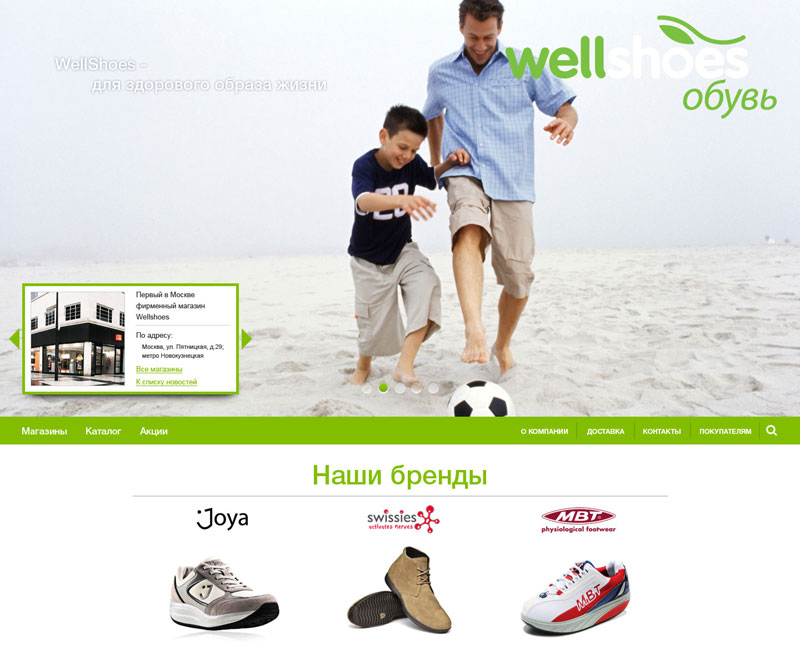 WellShoes -
для здорового образа жизни
wellshoes
обувь
20
Первый в Москве
фирменный магазин
Wellshoes
По адресу:
Москва, ул. Пятницкая, д.29;
метро Новокузнецкая
Все магазины
К списку новостей
Магазины Каталог Акции О КОМПАНИИ ДОСТАВКА КОНТАКТЫ ПОКУПАТЕЛЯМ
Наши бренды
Joya
swissies
activates nerves
MBT
physiological footwear
MBT